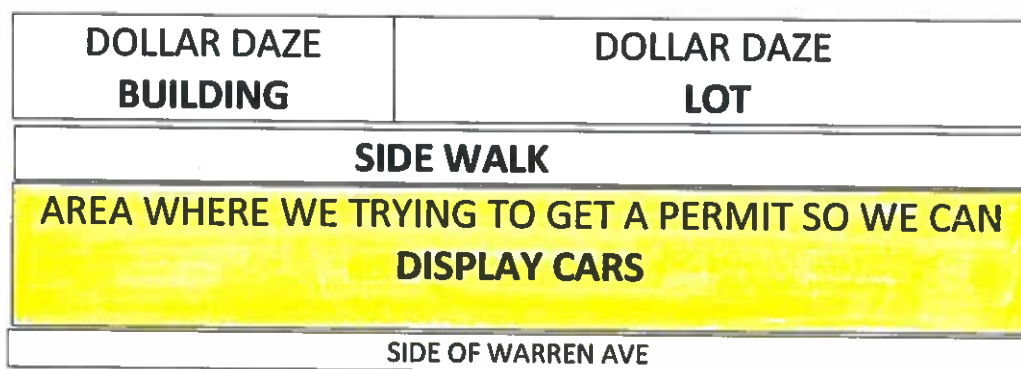 DOLLAR DAZE
BUILDING
DOLLAR DAZE
LOT
SIDE WALK
AREA WHERE WE TRYING TO GET A PERMIT SO WE CAN
DISPLAY CARS
SIDE OF WARREN AVE